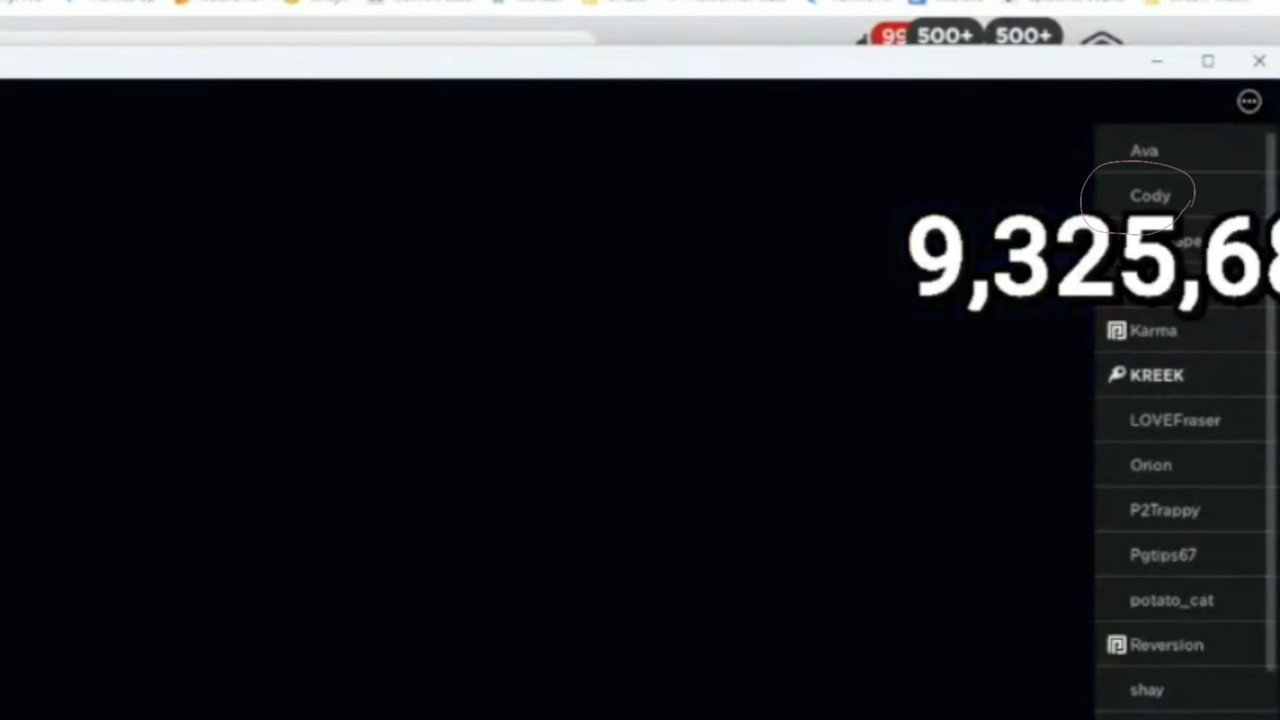 99
500+
500+
Ava
Cody
9,325,68
Karma
KREEK
LOVEFraser
Orion
P2Trappy
Pgtips67
potato_cat
Reversion
shay